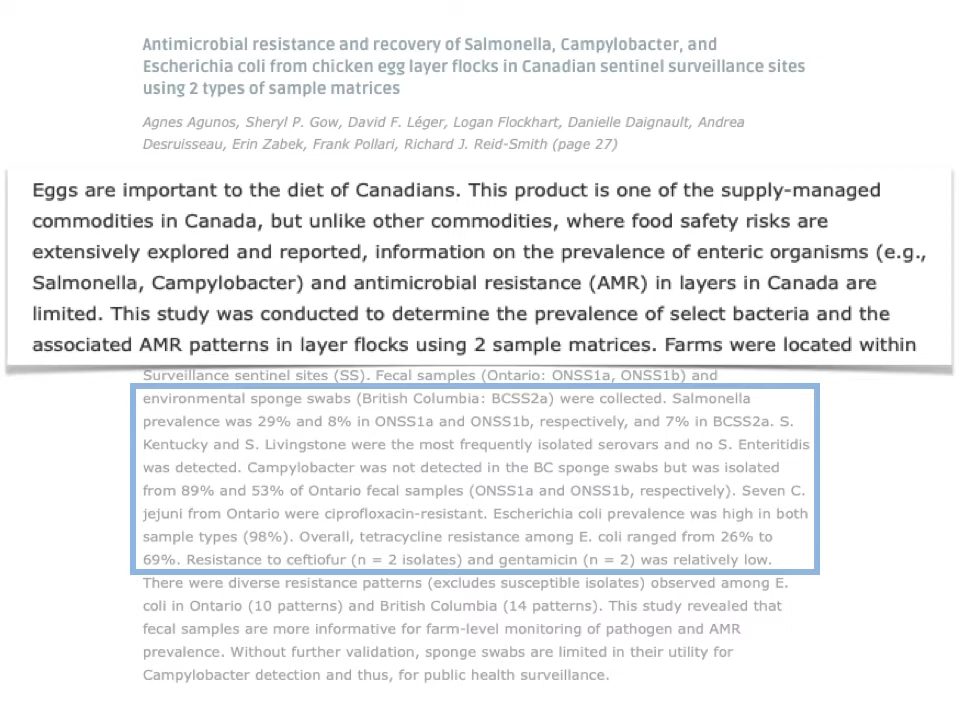 Antimicrobial resistance and recovery of Salmonella, Campylobacter, and
Escherichia coli from chicken egg layer flocks in Canadian sentinel surveillance sites
using 2 types of sample matrices
Agnes Agunos, Sheryl P. Gow, David F. Léger, Logan Flockhart, Danielle Daignault, Andrea
Desruisseau, Erin Zabek, Frank Pollari, Richard J. Reid-Smith (page 27)
Eggs are important to the diet of Canadians. This product is one of the supply-managed
commodities in Canada, but unlike other commodities, where food safety risks are
extensively explored and reported, information on the prevalence of enteric organisms (e.g.,
Salmonella, Campylobacter) and antimicrobial resistance (AMR) in layers in Canada are
limited. This study was conducted to determine the prevalence of select bacteria and the
associated AMR patterns in layer flocks using 2 sample matrices. Farms were located within
Surveillance sentinel sites (SS). Fecal samples (Ontario: ONSS1a, ONSS1b) and
environmental sponge swabs (British Columbia: BCSS2a) were collected. Salmonella
prevalence was 29% and 8% in ONSS1a and ONSS1b, respectively, and 7% in BCSS2a. S.
Kentucky and S. Livingstone were the most frequently isolated serovars and no S. Enteritidis
was detected. Campylobacter was not detected in the BC sponge swabs but was isolated
from 89% and 53% of Ontario fecal samples (ONSS1a and ONSS1b, respectively). Seven C.
jejuni from Ontario were ciprofloxacin-resistant. Escherichia coli prevalence was high in both
sample types (98%). Overall, tetracycline resistance among E. coli ranged from 26% to
69%. Resistance to ceftiofur (n = 2 isolates) and gentamicin (n = 2) was relatively low.
There were diverse resistance patterns (excludes susceptible isolates) observed among E.
coli in Ontario (10 patterns) and British Columbia (14 patterns). This study revealed that
fecal samples are more informative for farm-level monitoring of pathogen and AMR
prevalence. Without further validation, sponge swabs are limited in their utility for
Campylobacter detection and thus, for public health surveillance.